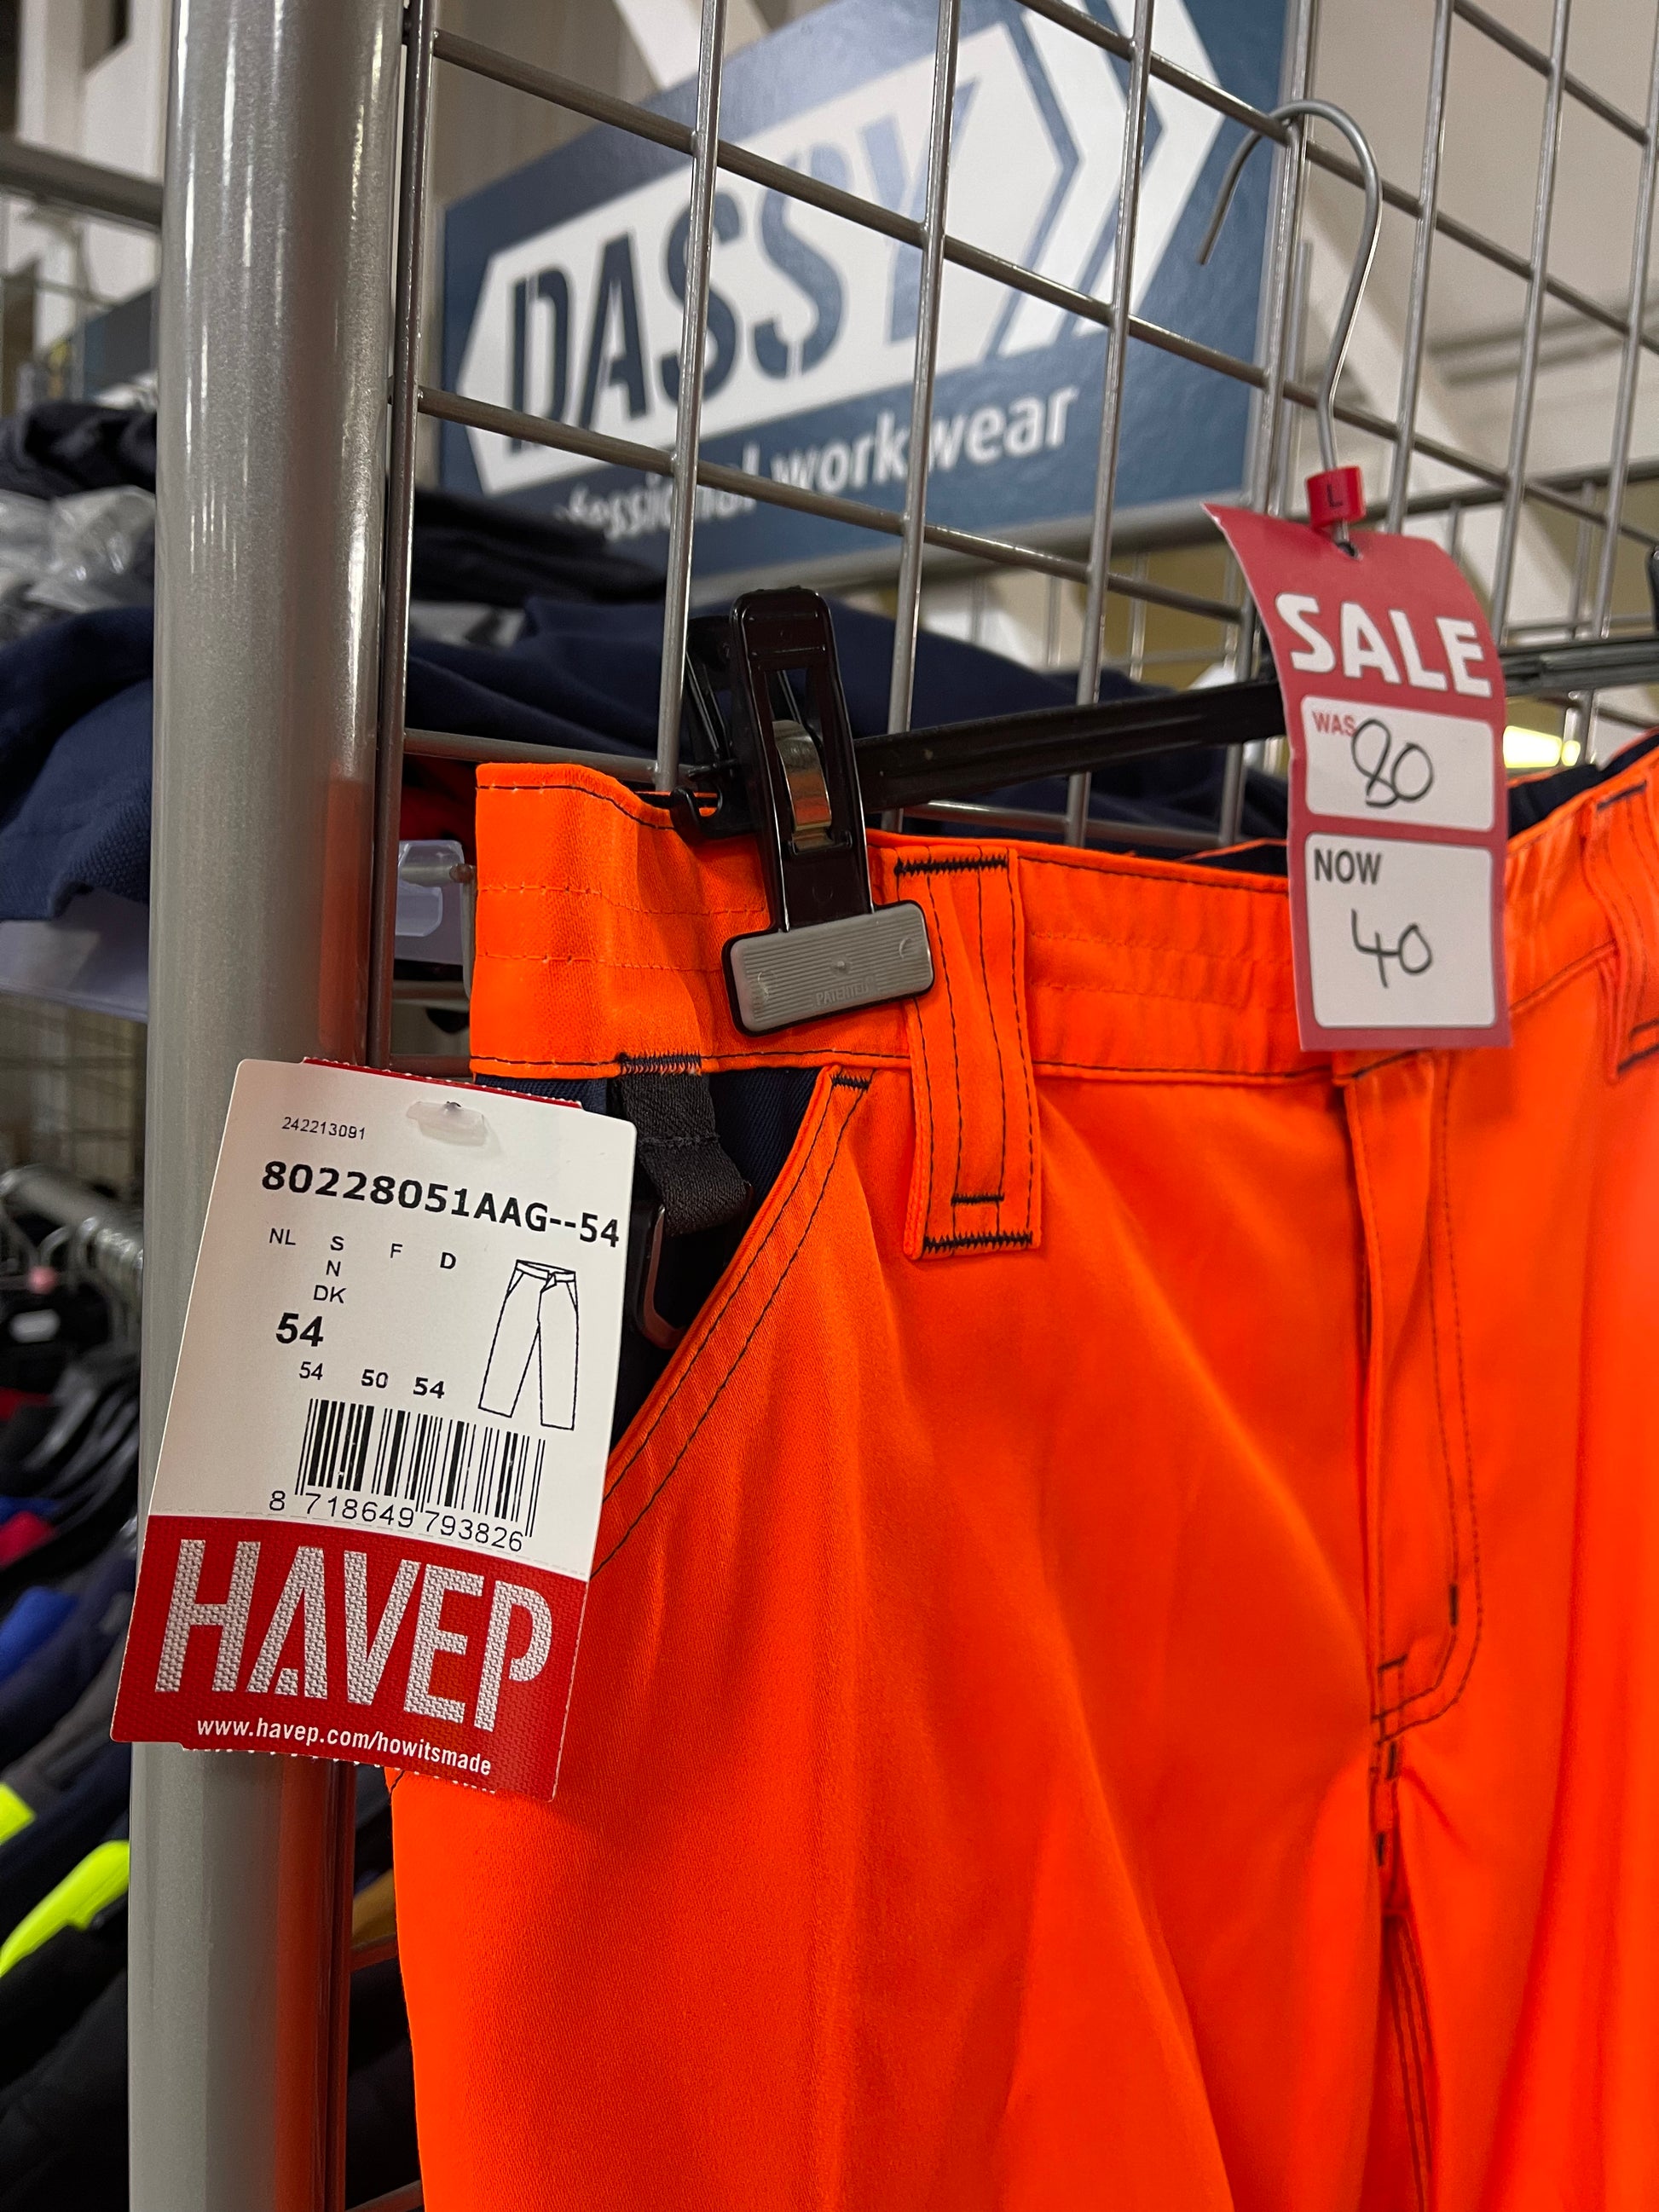 DASSY
professional workwear
L
SALE
WAS 80
NOW
40
PATENTED
242213091
80228051AAG--54
NL S F D
N
DK
54
54 50 54
8 718649 793826
HAVEP
www.havep.com/howitsmade